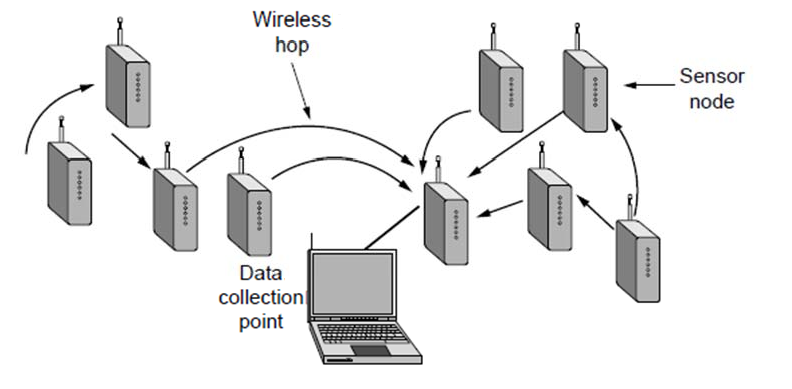 Wireless
hop
Sensor
node
Data
collection
point